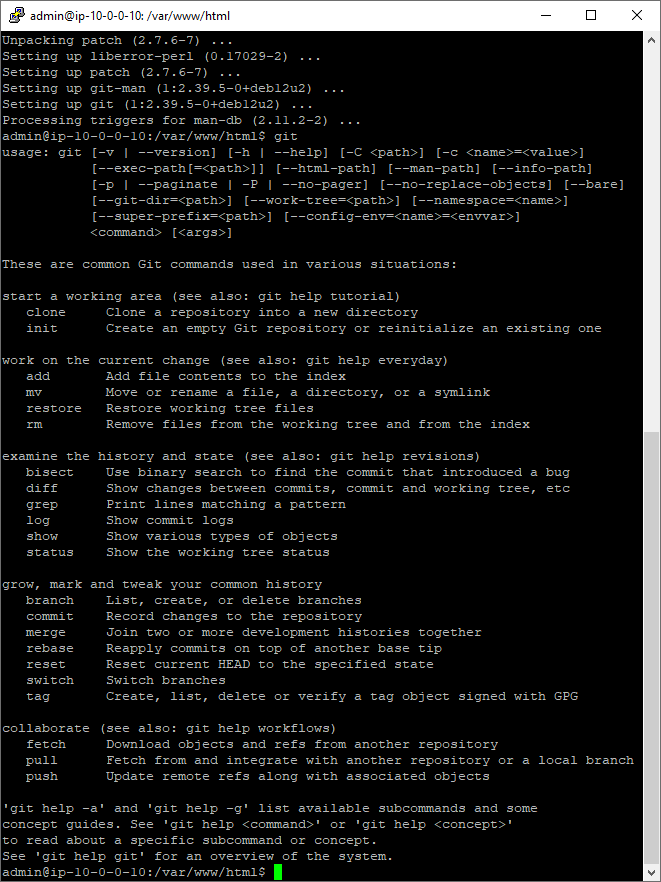 admin@ip-10-0-0-10: /var/www/html
Unpacking patch (2.7.6-7) ...
Setting up liberror-perl (0.17029-2) ...
Setting up patch (2.7.6-7) ...
Setting up git-man (1:2.39.5-0+deb12u2) ...
Setting up git (1:2.39.5-0+deb12u2) ...
Processing triggers for man-db (2.11.2-2) ...
admin@ip-10-0-0-10:/var/www/html$ git
usage: git [-v | --version] [-h | --help] [-C <path>] [-c <name>=<value>]
           [--exec-path[=<path>]] [--html-path] [--man-path] [--info-path]
           [-p | --paginate | -P | --no-pager] [--no-replace-objects] [--bare]
           [--git-dir=<path>] [--work-tree=<path>] [--namespace=<name>]
           [--super-prefix=<path>] [--config-env=<name>=<envvar>]
           <command> [<args>]

These are common Git commands used in various situations:

start a working area (see also: git help tutorial)
   clone     Clone a repository into a new directory
   init      Create an empty Git repository or reinitialize an existing one

work on the current change (see also: git help everyday)
   add       Add file contents to the index
   mv        Move or rename a file, a directory, or a symlink
   restore   Restore working tree files
   rm        Remove files from the working tree and from the index

examine the history and state (see also: git help revisions)
   bisect    Use binary search to find the commit that introduced a bug
   diff      Show changes between commits, commit and working tree, etc
   grep      Print lines matching a pattern
   log       Show commit logs
   show      Show various types of objects
   status    Show the working tree status

grow, mark and tweak your common history
   branch    List, create, or delete branches
   commit    Record changes to the repository
   merge     Join two or more development histories together
   rebase    Reapply commits on top of another base tip
   reset     Reset current HEAD to the specified state
   switch    Switch branches
   tag       Create, list, delete or verify a tag object signed with GPG

collaborate (see also: git help workflows)
   fetch     Download objects and refs from another repository
   pull      Fetch from and integrate with another repository or a local branch
   push      Update remote refs along with associated objects

'git help -a' and 'git help -g' list available subcommands and some
concept guides. See 'git help <command>' or 'git help <concept>'
to read about a specific subcommand or concept.
See 'git help git' for an overview of the system.
admin@ip-10-0-0-10:/var/www/html$